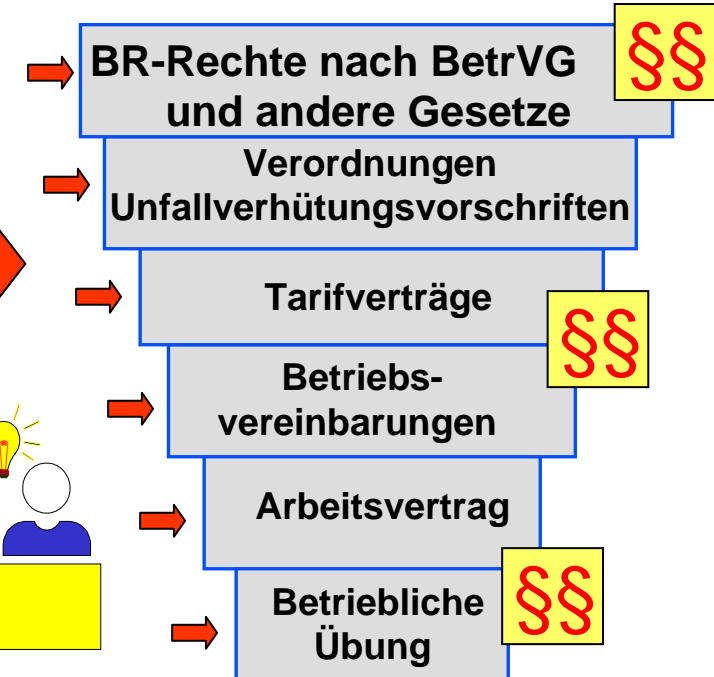 §§
BR-Rechte nach BetrVG
und andere Gesetze
Verordnungen
Unfallverhütungsvorschriften
Tarifverträge
§§
Betriebs-
vereinbarungen
Arbeitsvertrag
§§
Betriebliche
Übung